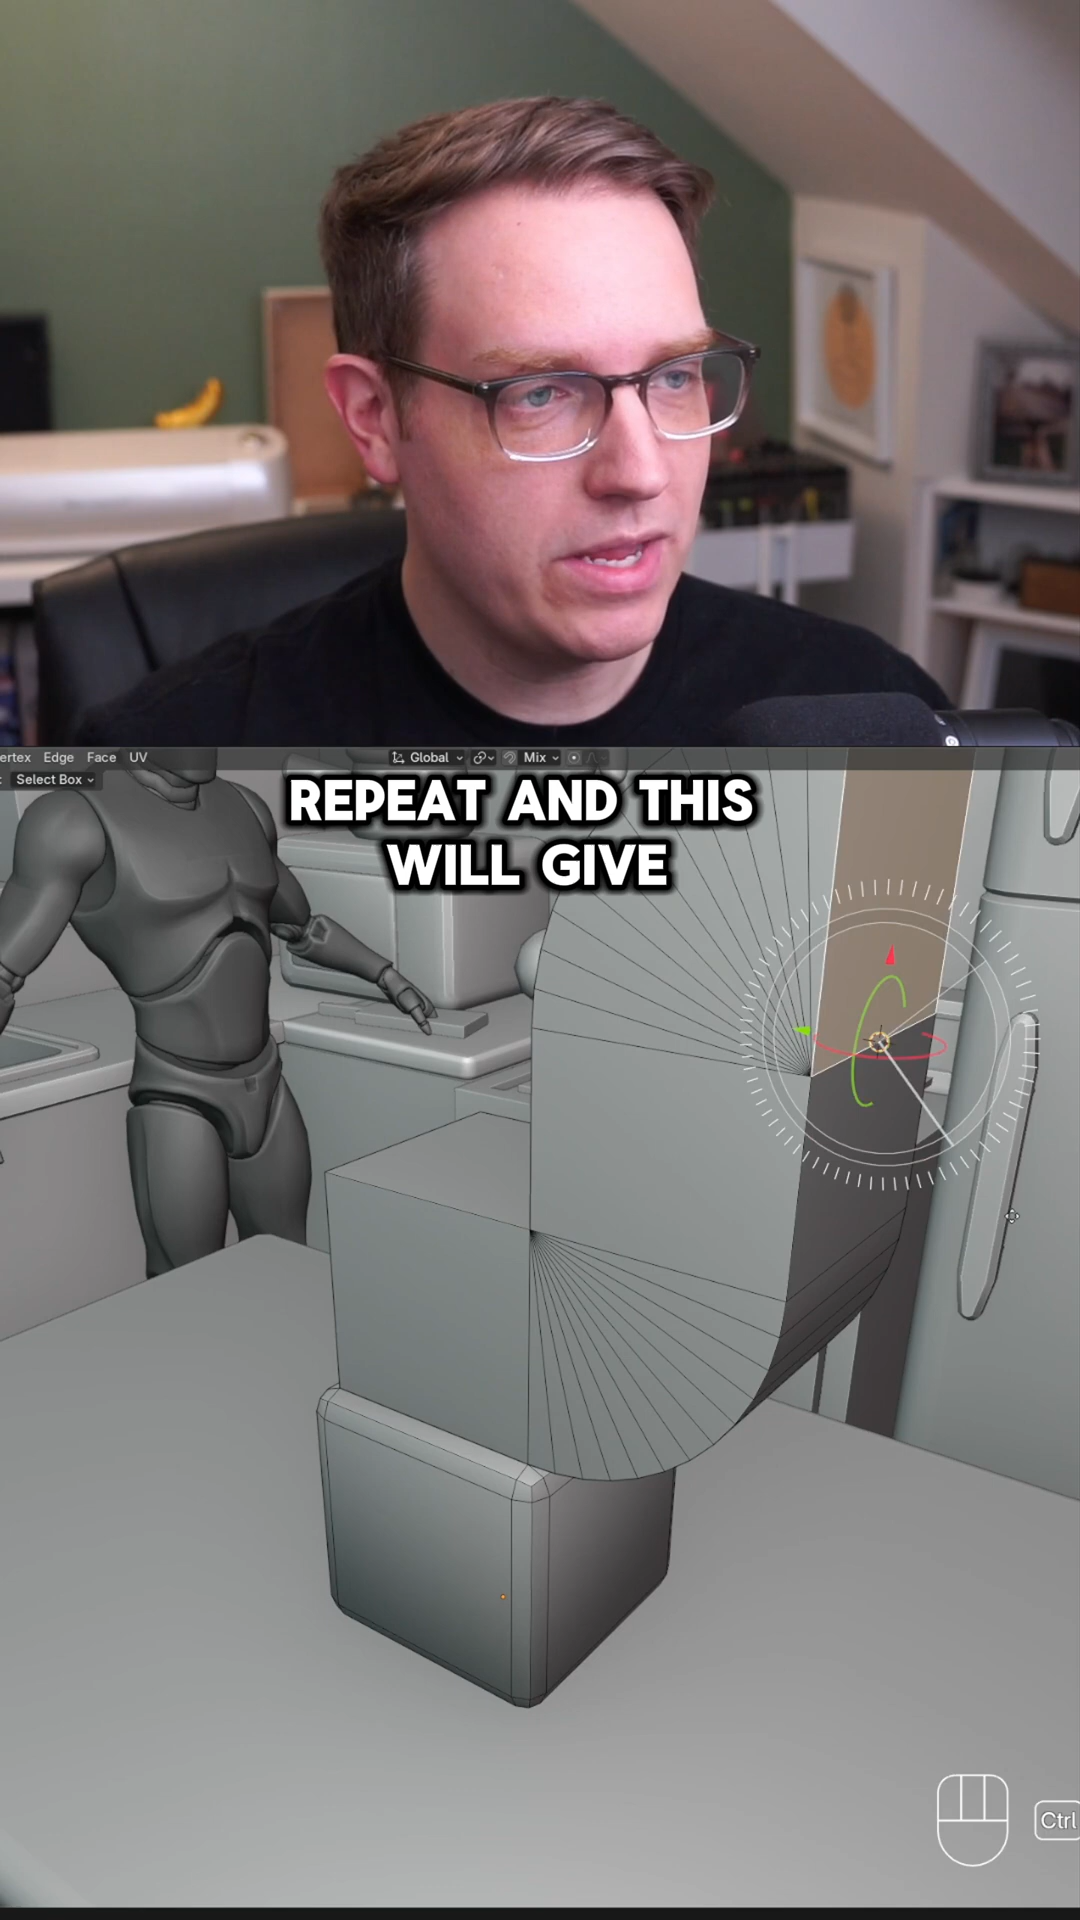 ertex Edge Face UV Global Mix
: Select Box
REPEAT AND THIS
WILL GIVE
Ctrl